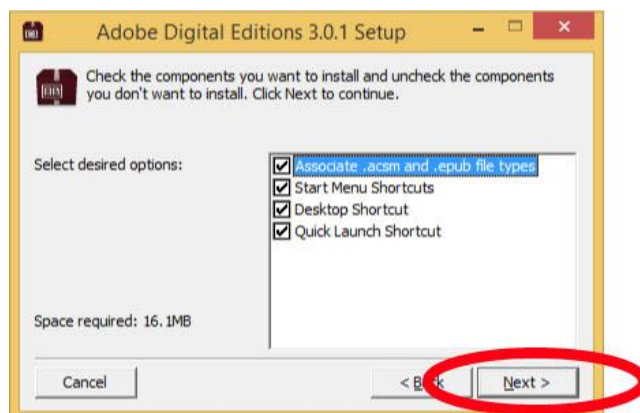 Adobe Digital Editions 3.0.1 Setup
Check the components you want to install and uncheck the components
you don't want to install. Click Next to continue.
Select desired options:
Associate .acsm and .epub file types
Start Menu Shortcuts
Desktop Shortcut
Quick Launch Shortcut
Space required: 16.1MB
Cancel
Next >